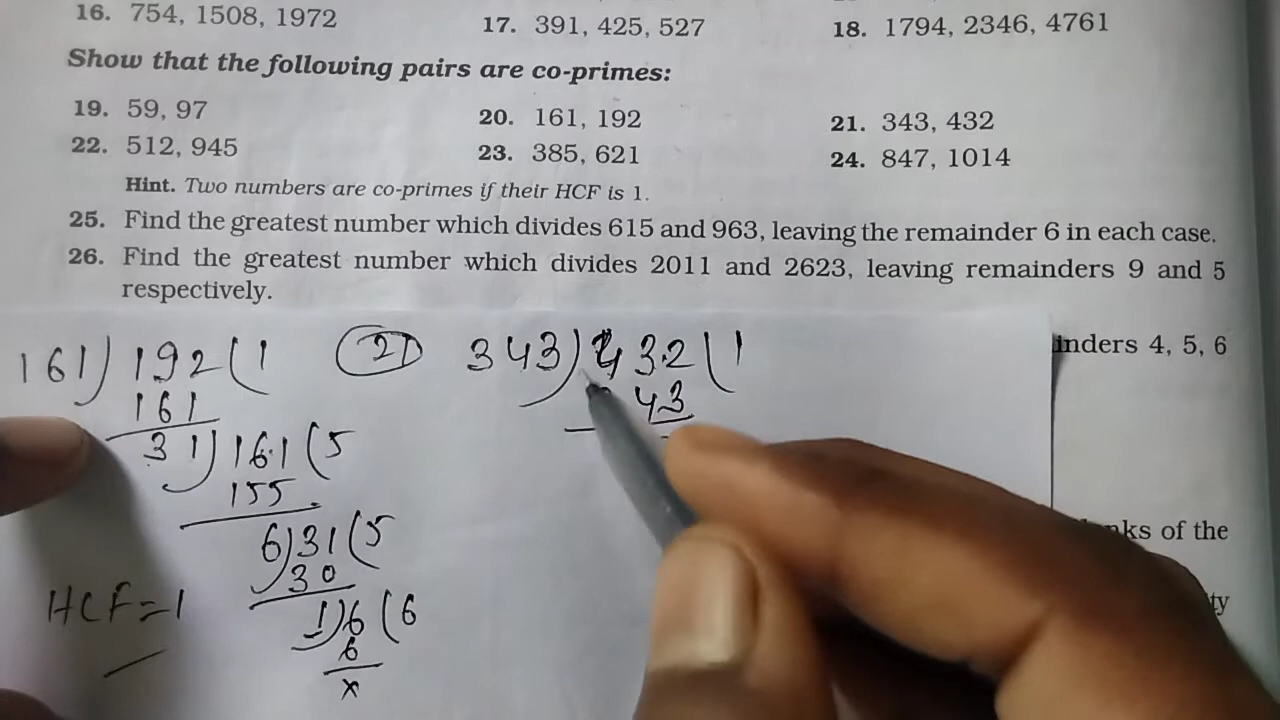 16. 754, 1508, 1972 17. 391, 425, 527 18. 1794, 2346, 4761
Show that the following pairs are co-primes:
19. 59, 97 20. 161, 192 21. 343, 432
22. 512, 945 23. 385, 621 24. 847, 1014
Hint. Two numbers are co-primes if their HCF is 1.
25. Find the greatest number which divides 615 and 963, leaving the remainder 6 in each case.
26. Find the greatest number which divides 2011 and 2623, leaving remainders 9 and 5
respectively.
inders 4, 5, 6
161)192(1
161
31)161(5
155
6)31(5
30
1)6(6
6
x
HCF=1
21 343)432(1
43
of the
ty